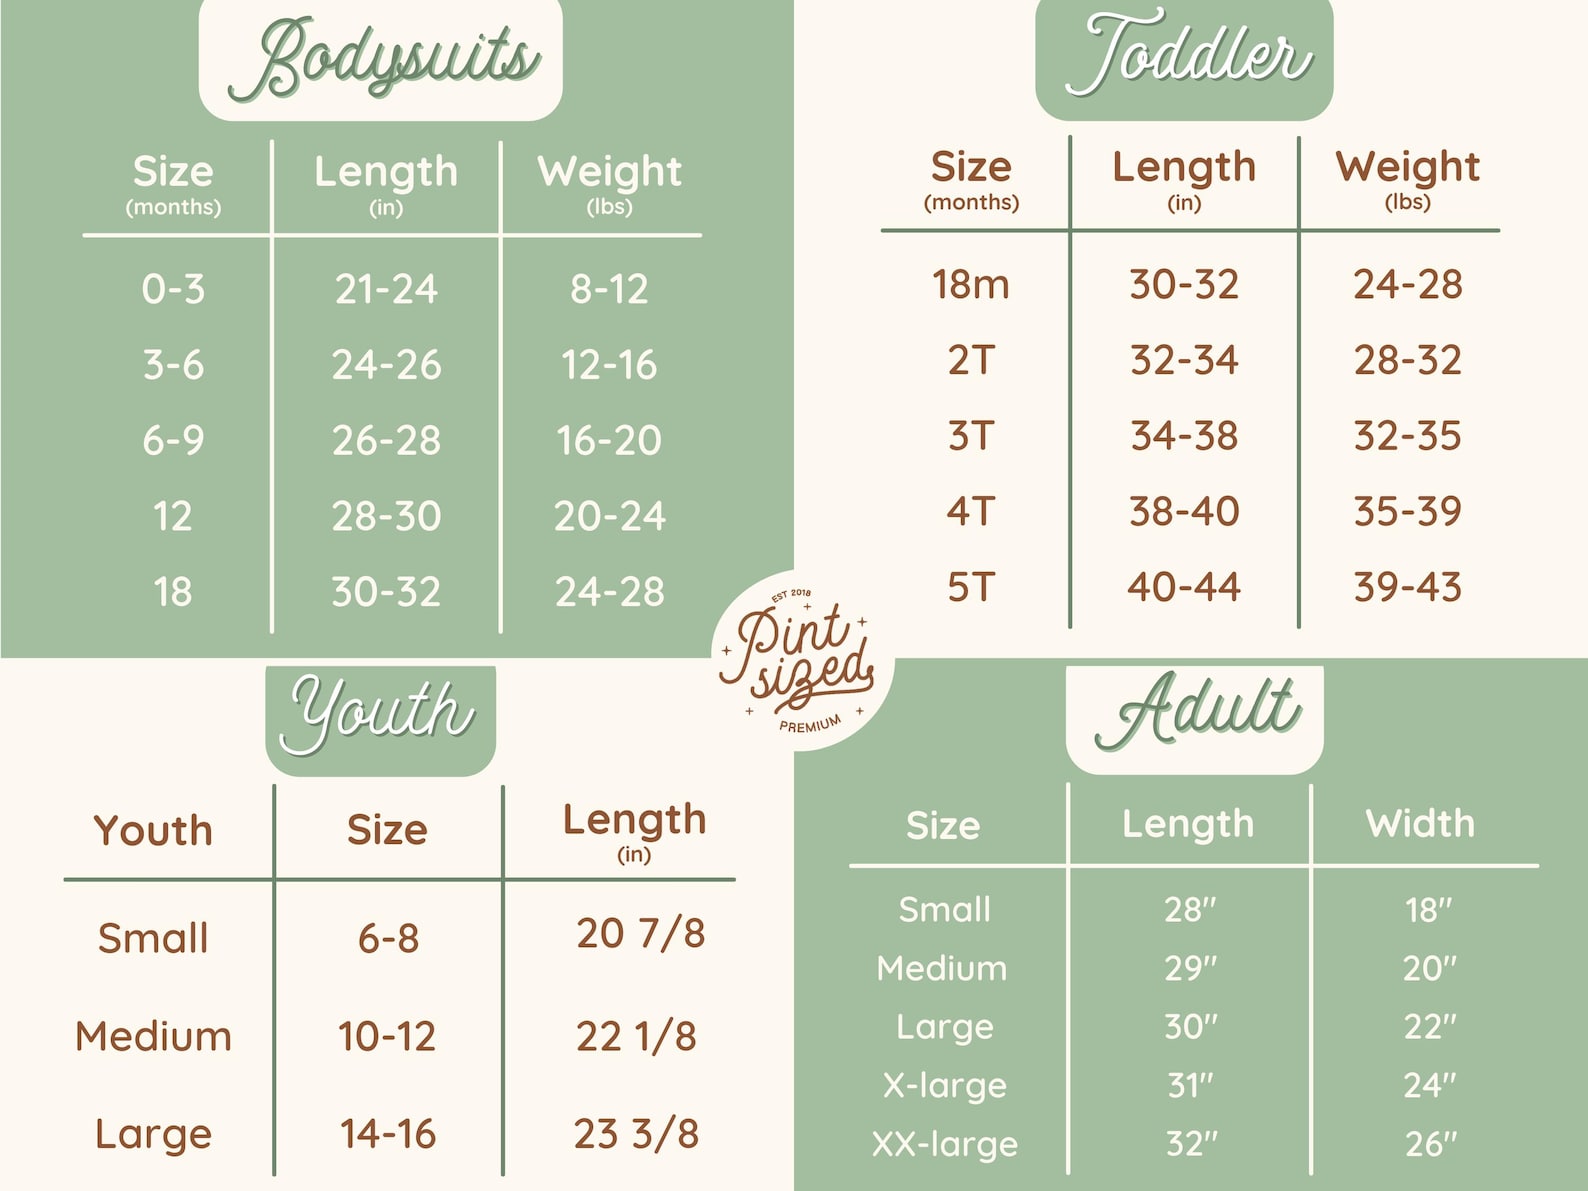 Bodysuits
Size Length Weight
(months) (in) (lbs)
0-3 21-24 8-12
3-6 24-26 12-16
6-9 26-28 16-20
12 28-30 20-24
18 30-32 24-28
Toddler
Size Length Weight
(months) (in) (lbs)
18m 30-32 24-28
2T 32-34 28-32
3T 34-38 32-35
4T 38-40 35-39
5T 40-44 39-43
EST 2018
Pint
sized
PREMIUM
Youth
Youth Size Length
(in)
Small 6-8 20 7/8
Medium 10-12 22 1/8
Large 14-16 23 3/8
Adult
Size Length Width
Small 28" 18"
Medium 29" 20"
Large 30" 22"
X-large 31" 24"
XX-large 32" 26"